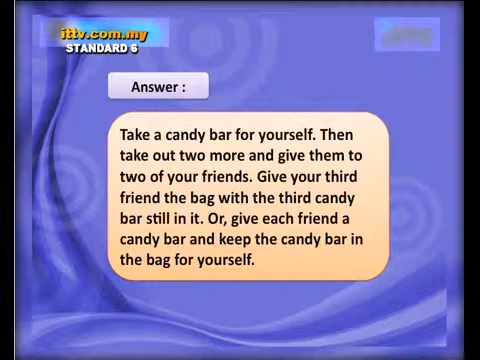 ittv.com.my
STANDARD 6
Answer :
Take a candy bar for yourself. Then
take out two more and give them to
two of your friends. Give your third
friend the bag with the third candy
bar still in it. Or, give each friend a
candy bar and keep the candy bar in
the bag for yourself.